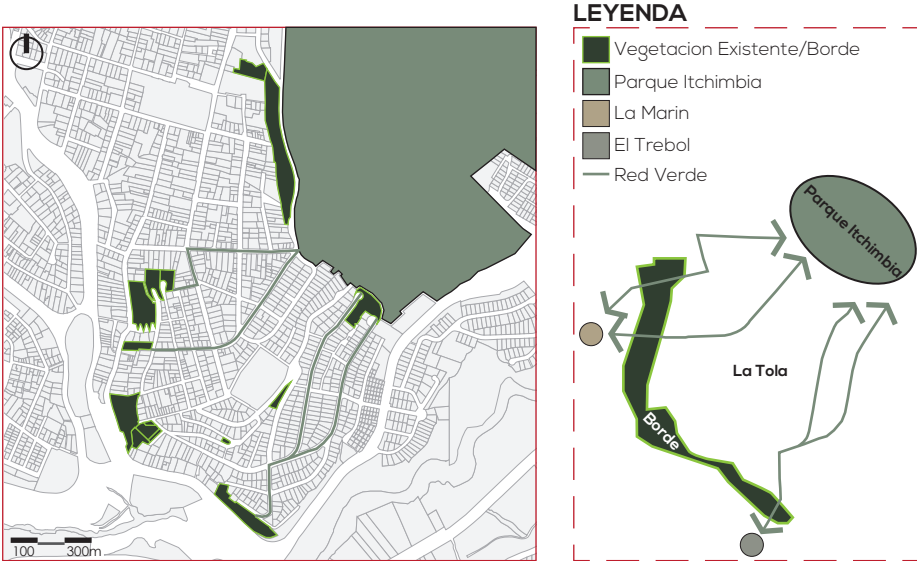 LEYENDA
Vegetacion Existente/Borde
Parque Itchimbia
La Marin
El Trebol
Red Verde
Parque Itchimbia
La Tola
Borde
100 300m